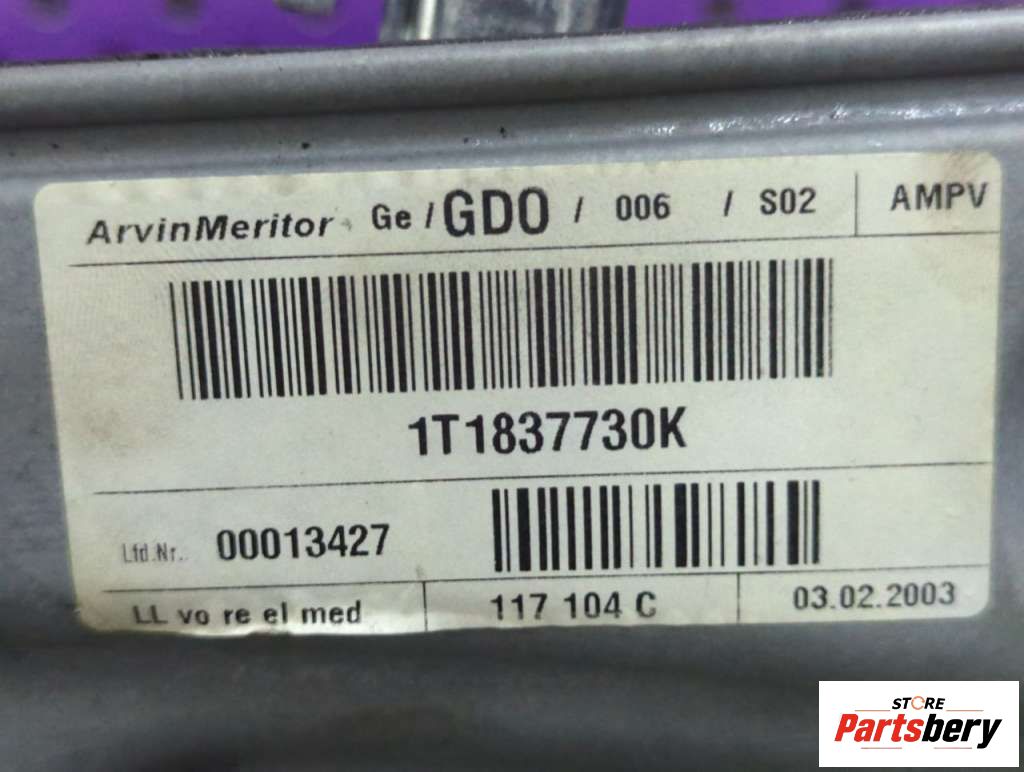 ArvinMeritor Ge / GDO / 006 / S02 AMPV
1T1837730K
Lfd.Nr. 00013427
LL vo re el med 117 104 C 03.02.2003
STORE
Partsbery